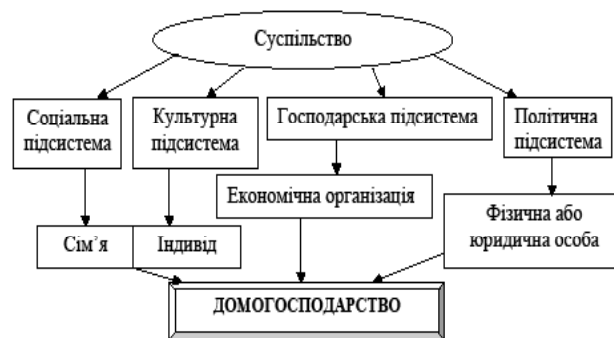 Суспільство
Соціальна
підсистема
Культурна
підсистема
Господарська підсистема
Політична
підсистема
Економічна організація
Фізична або
юридична особа
Сім’я
Індивід
ДОМОГОСПОДАРСТВО